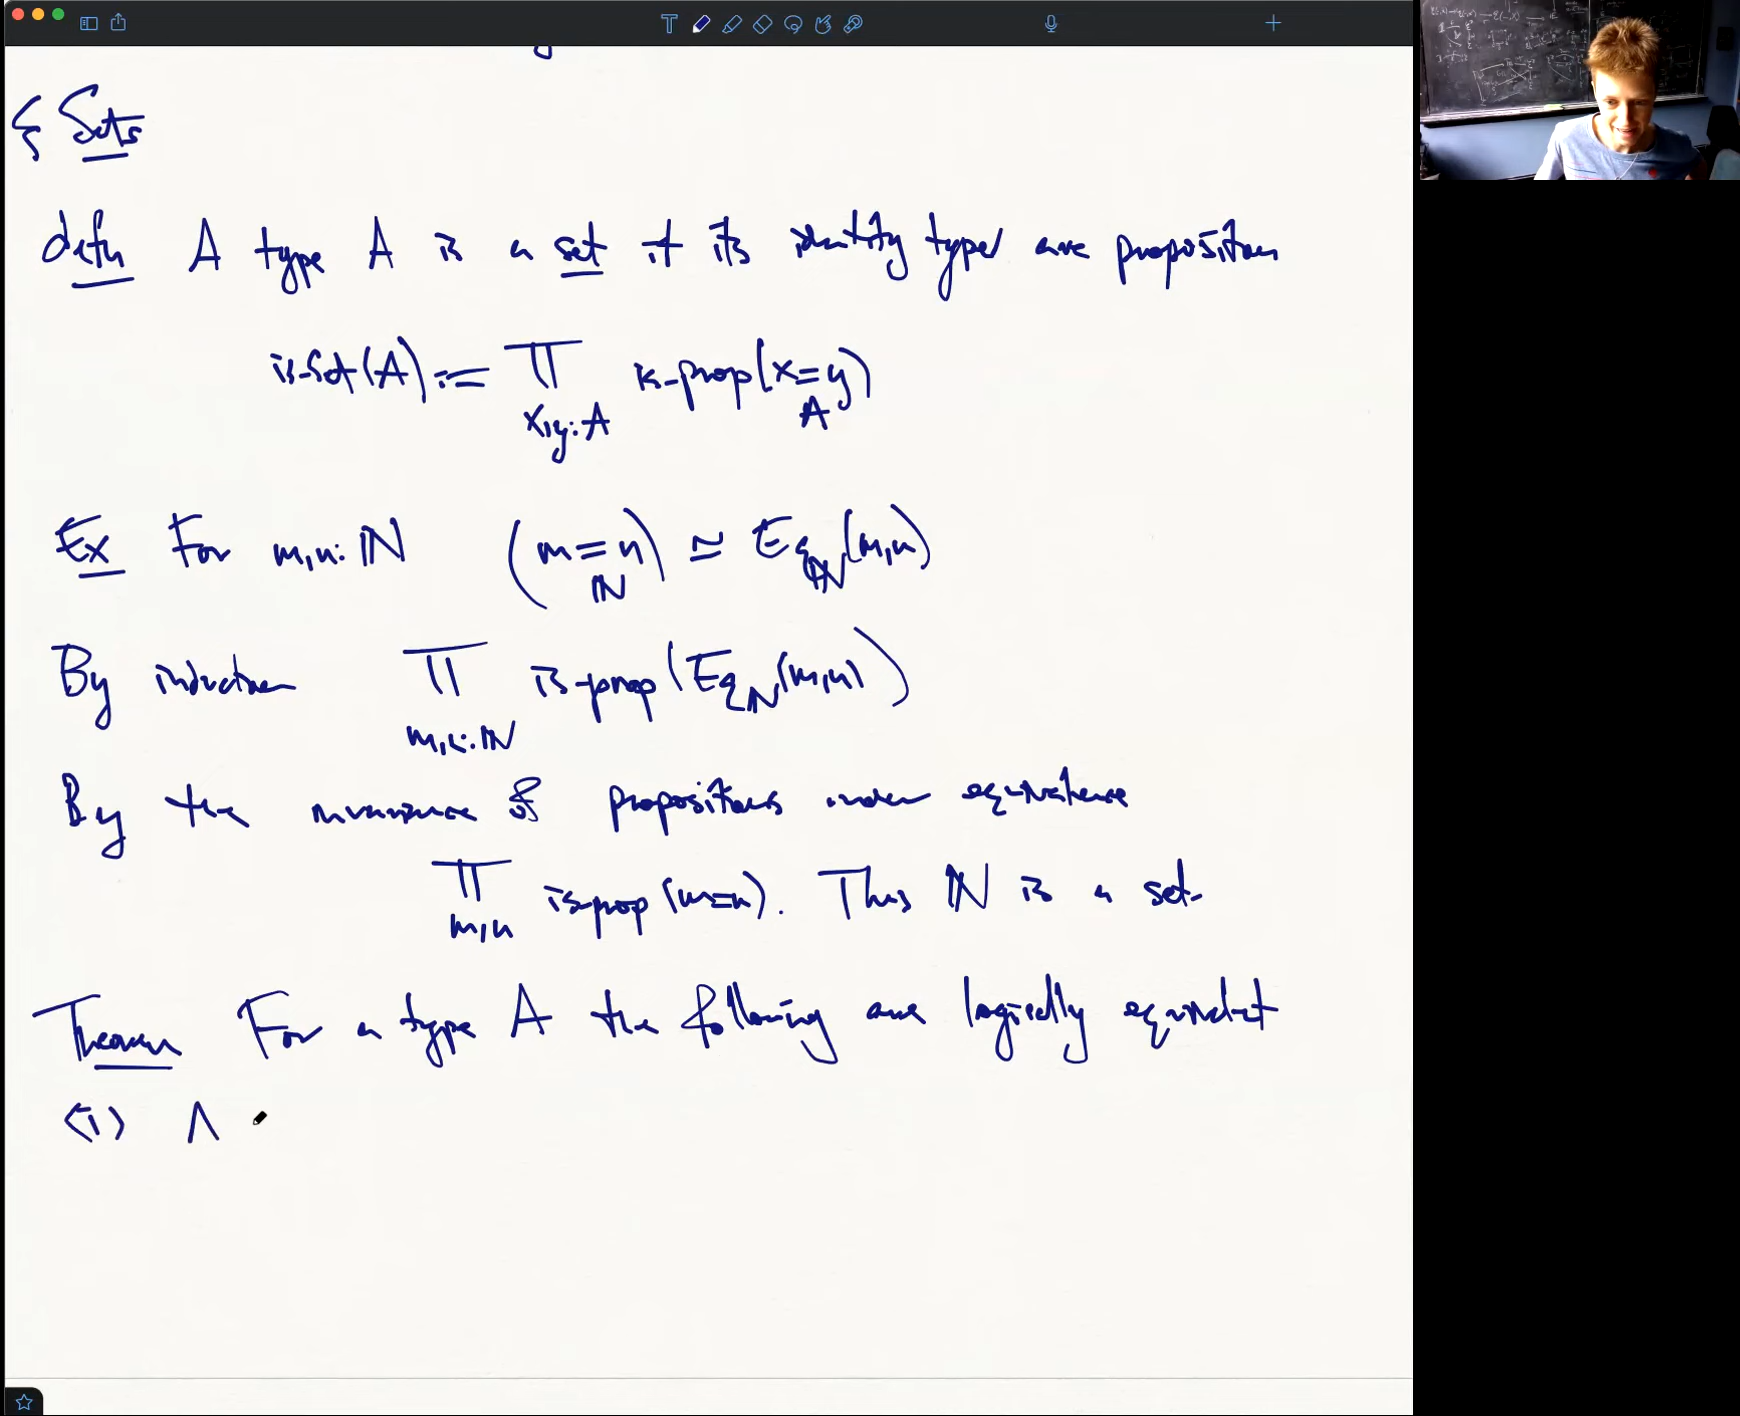 § Sets
defn A type A is a set if its identity types are propositions
is-set(A) := Π is-prop(x = y)
x,y:A A
Ex For m,n: ℕ (m = n) ≃ Eq_ℕ(m,n)
ℕ
By induction Π is-prop(Eq_ℕ(m,n))
m,n:ℕ
By the invariance of propositions under equivalence
Π is-prop(m=n). Thus ℕ is a set.
m,n
Theorem For a type A the following are logically equivalent
(i) A